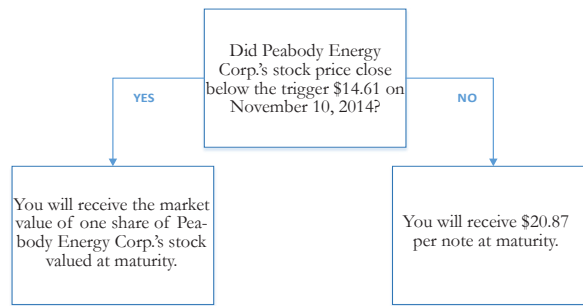 Did Peabody Energy
Corp.'s stock price close
below the trigger $14.61 on
November 10, 2014?
YES
NO
You will receive the market
value of one share of Pea-
body Energy Corp.'s stock
valued at maturity.
You will receive $20.87
per note at maturity.